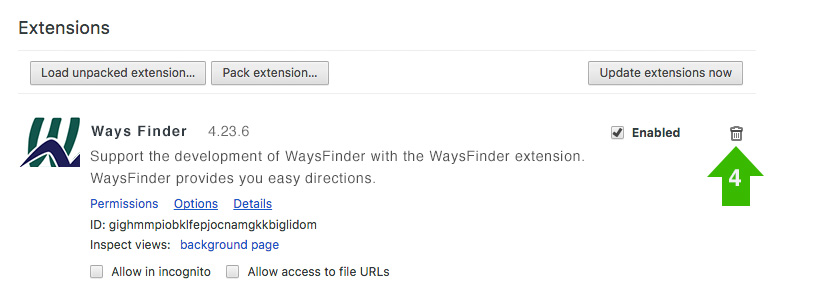 Extensions
Load unpacked extension... Pack extension... Update extensions now
Ways Finder 4.23.6 Enabled
Support the development of WaysFinder with the WaysFinder extension.
WaysFinder provides you easy directions.
4
Permissions Options Details
ID: gighmmpiobklfepjocnamgkkbiglidom
Inspect views: background page
Allow in incognito Allow access to file URLs